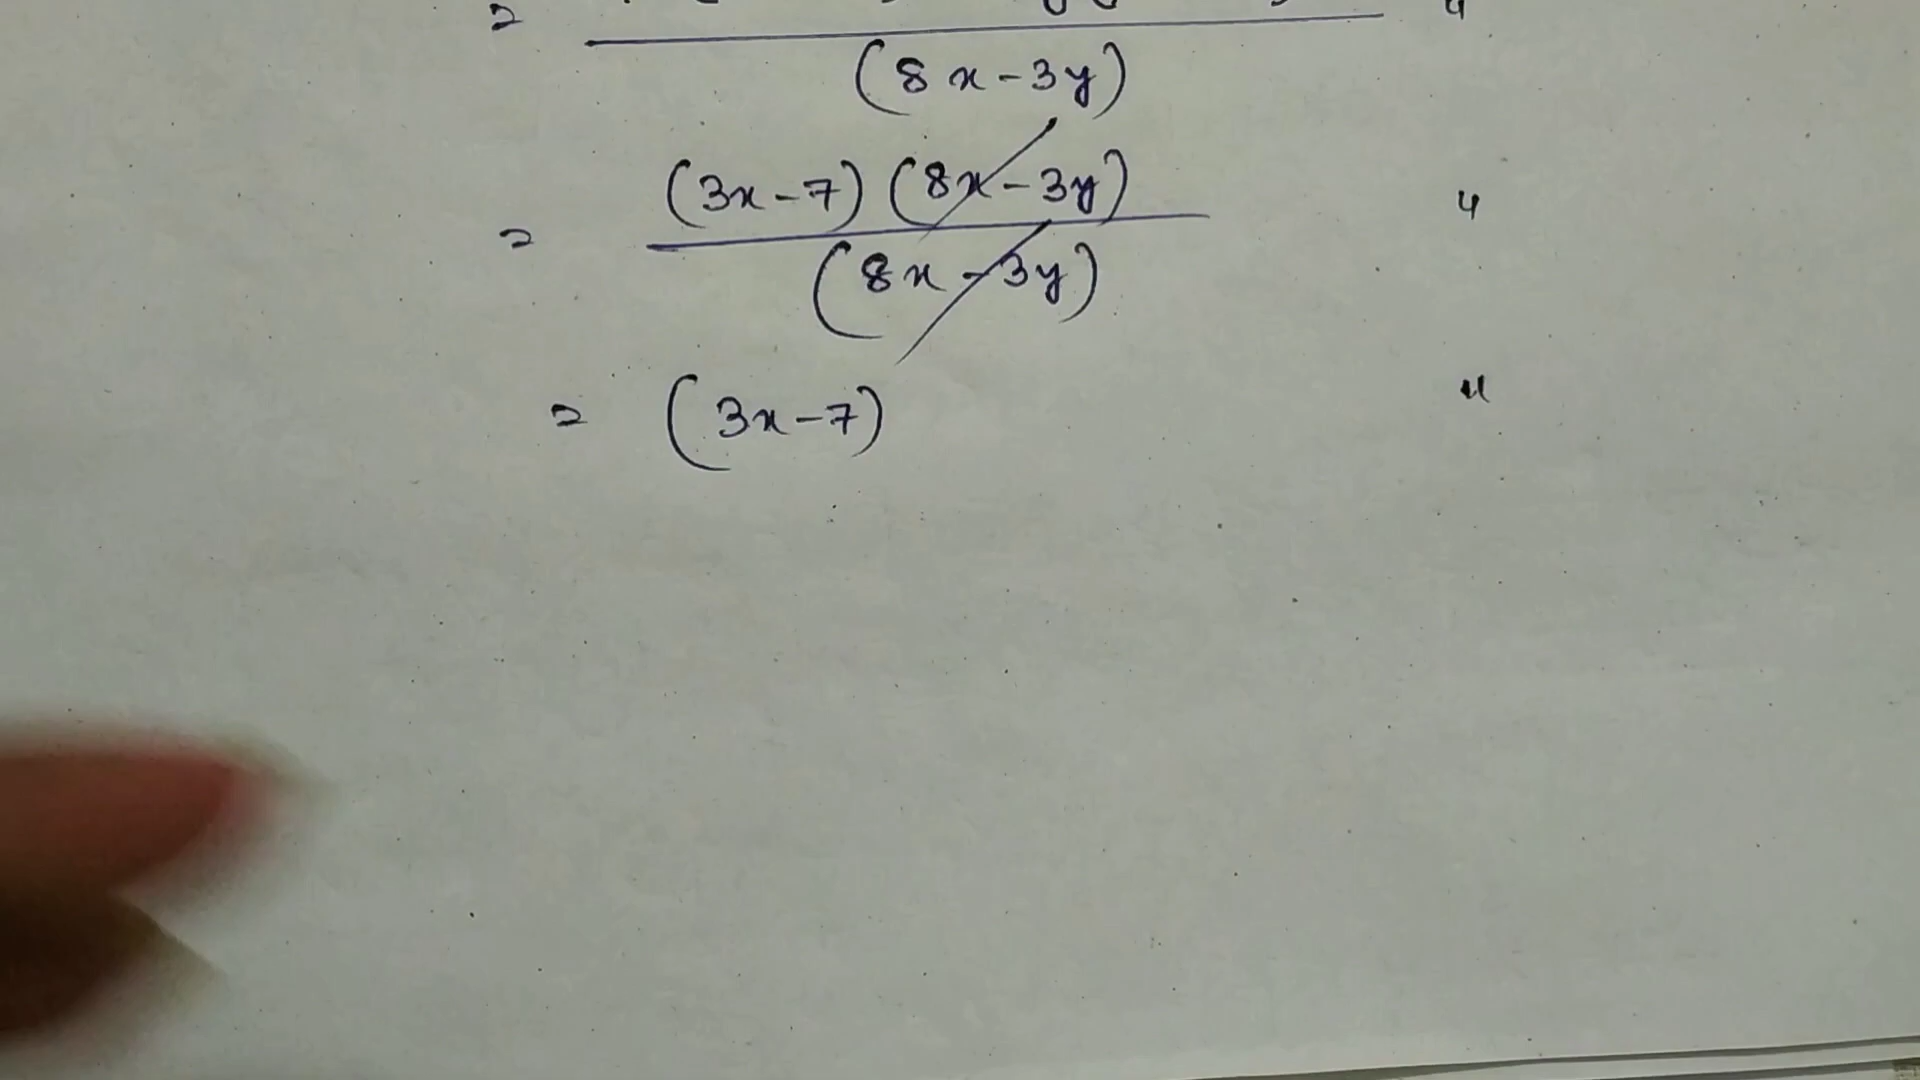 =
(8x-3y)
= (3x-7) (8x-3y) "
(8x-3y)
= (3x-7) "